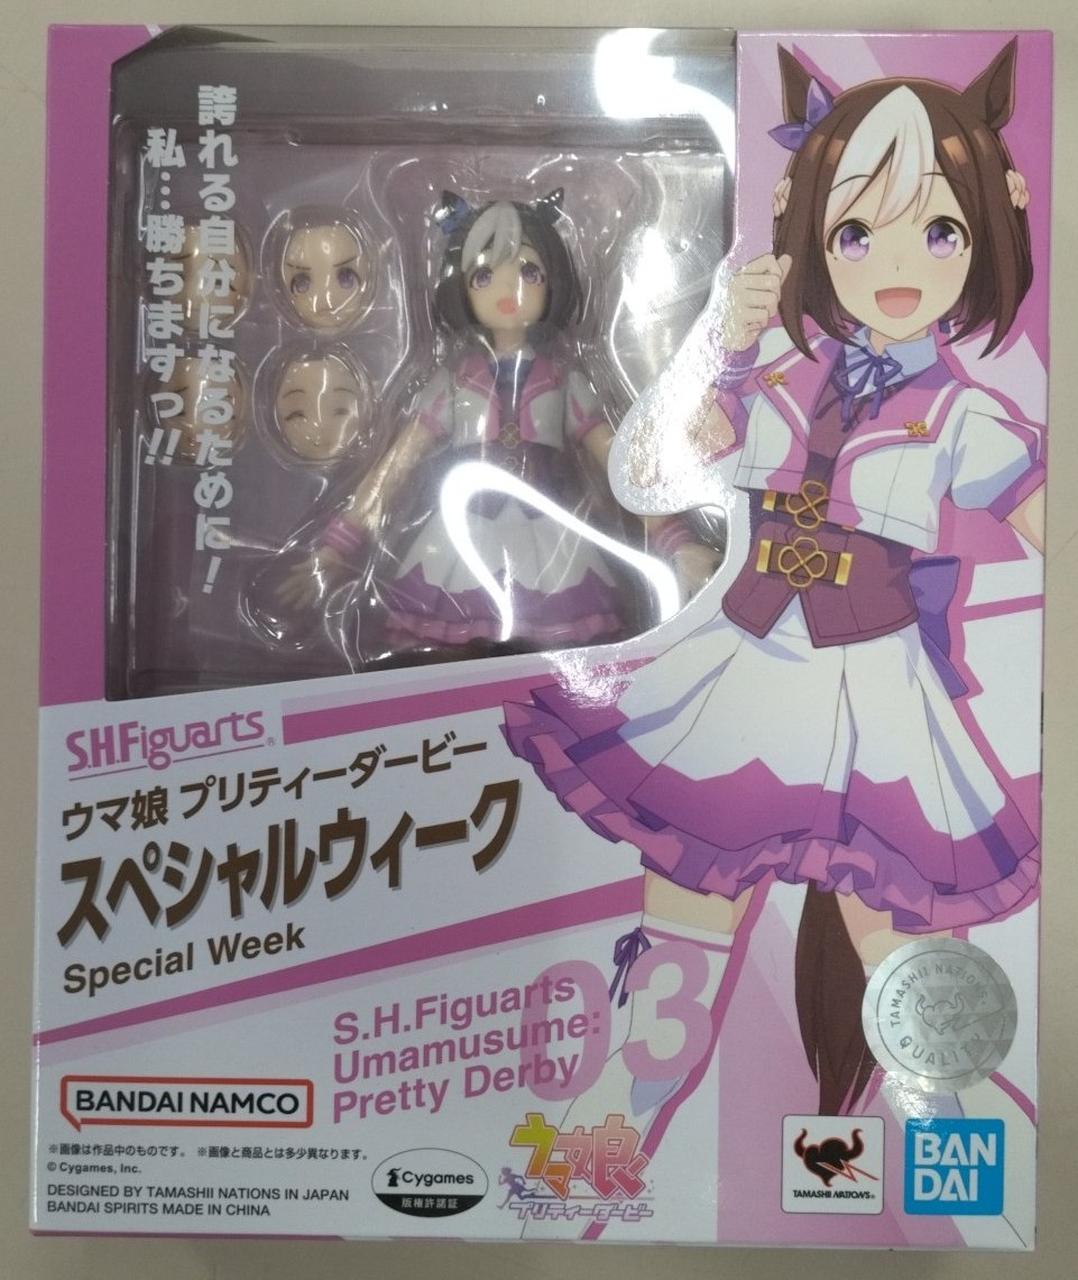 誇れる自分になるために!
私…勝ちますっ!!
S.H.Figuarts®
ウマ娘 プリティーダービー
スペシャルウィーク
Special Week
03
S.H.Figuarts
Umamusume:
Pretty Derby
TAMASHII NATIONS.
QUALITY
BANDAI NAMCO
※画像は作品中のものです。 ※画像と商品とは多少異なります。
© Cygames, Inc.
DESIGNED BY TAMASHII NATIONS IN JAPAN
BANDAI SPIRITS MADE IN CHINA
Cygames
版権許諾証
ウマ娘
プリティーダービー
TAMASHII NATIONS®
BAN
DAI